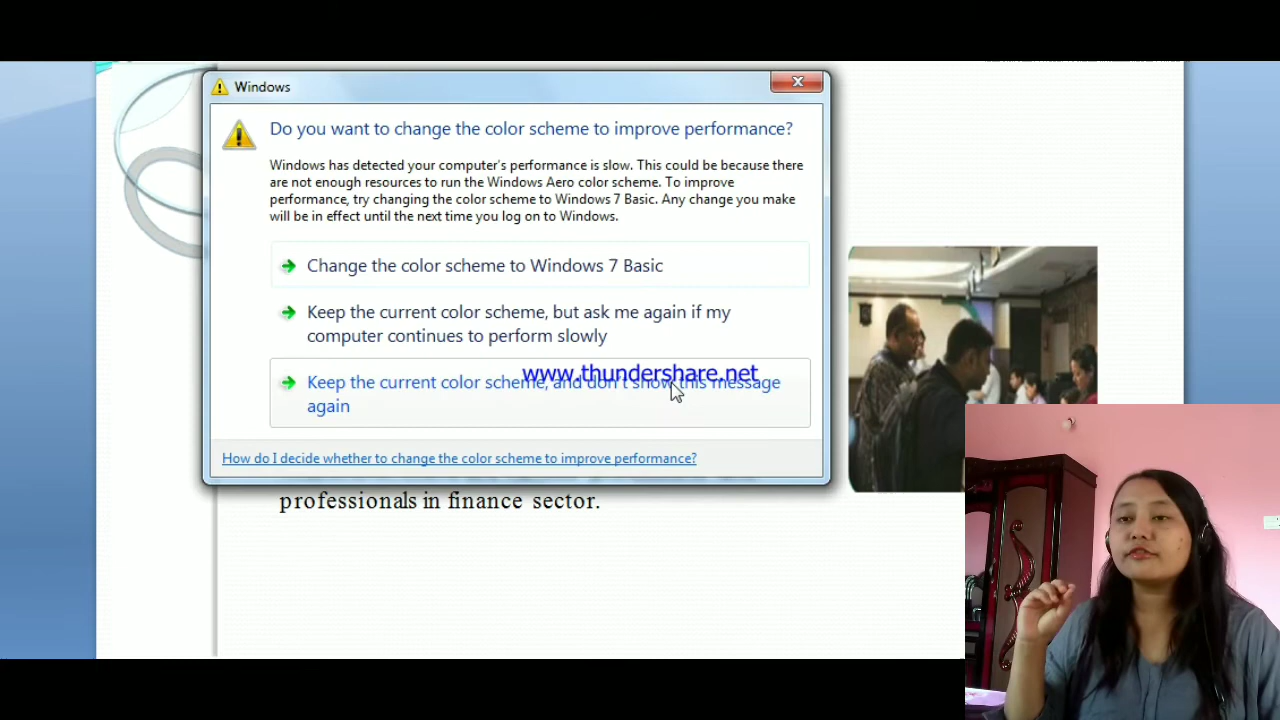 Windows
Do you want to change the color scheme to improve performance?
Windows has detected your computer's performance is slow. This could be because there
are not enough resources to run the Windows Aero color scheme. To improve
performance, try changing the color scheme to Windows 7 Basic. Any change you make
will be in effect until the next time you log on to Windows.
Change the color scheme to Windows 7 Basic
Keep the current color scheme, but ask me again if my
computer continues to perform slowly
www.thundershare.net
Keep the current color scheme, and don't show this message
again
How do I decide whether to change the color scheme to improve performance?
professionals in finance sector.